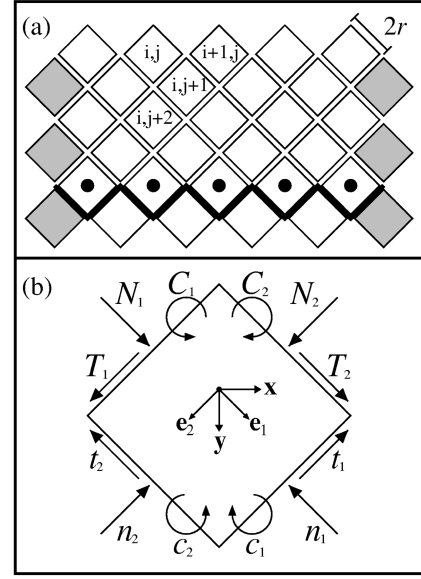 (a)
2r
i,j
i+1,j
i,j+1
i,j+2
(b)
C₁ C₂
N₁ N₂
T₁ T₂
x
e₂ e₁
y
t₂ t₁
n₂ n₁
c₂ c₁